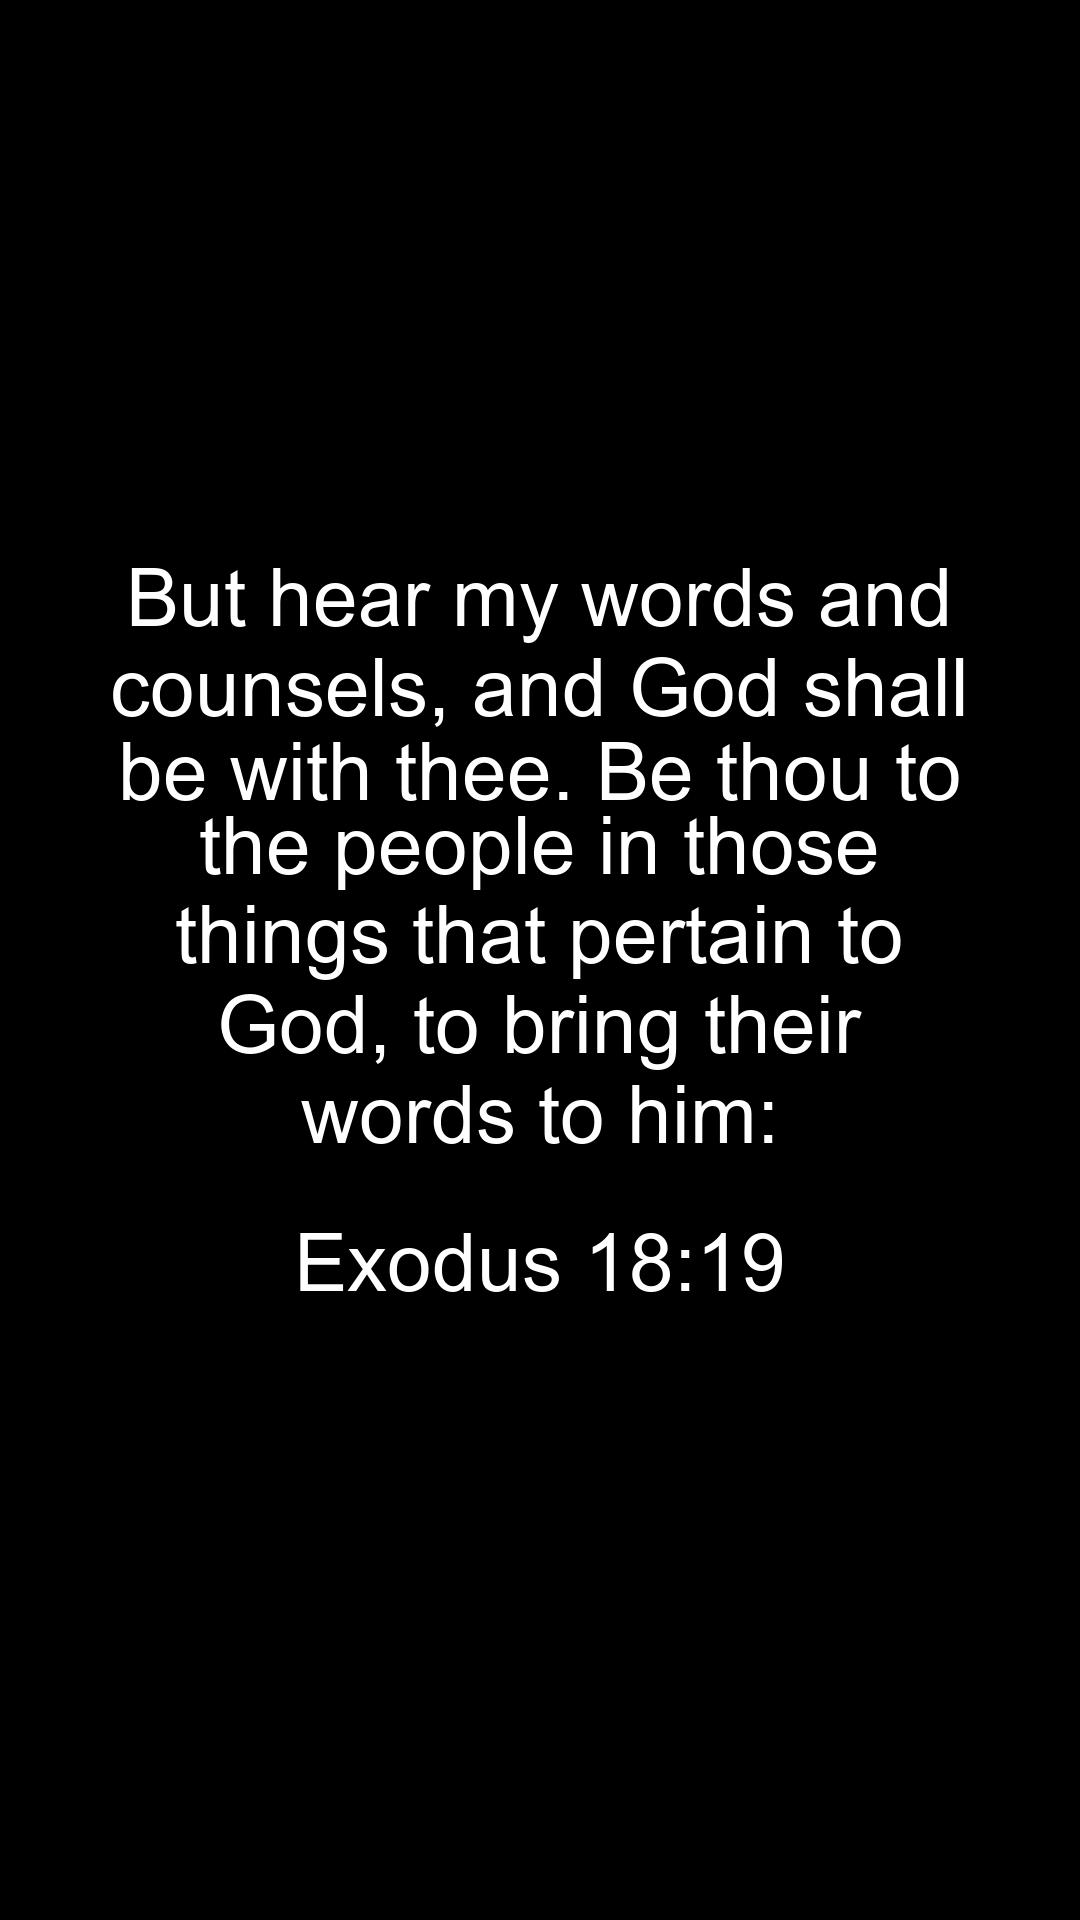 But hear my words and
counsels, and God shall
be with thee. Be thou to
the people in those
things that pertain to
God, to bring their
words to him:
Exodus 18:19